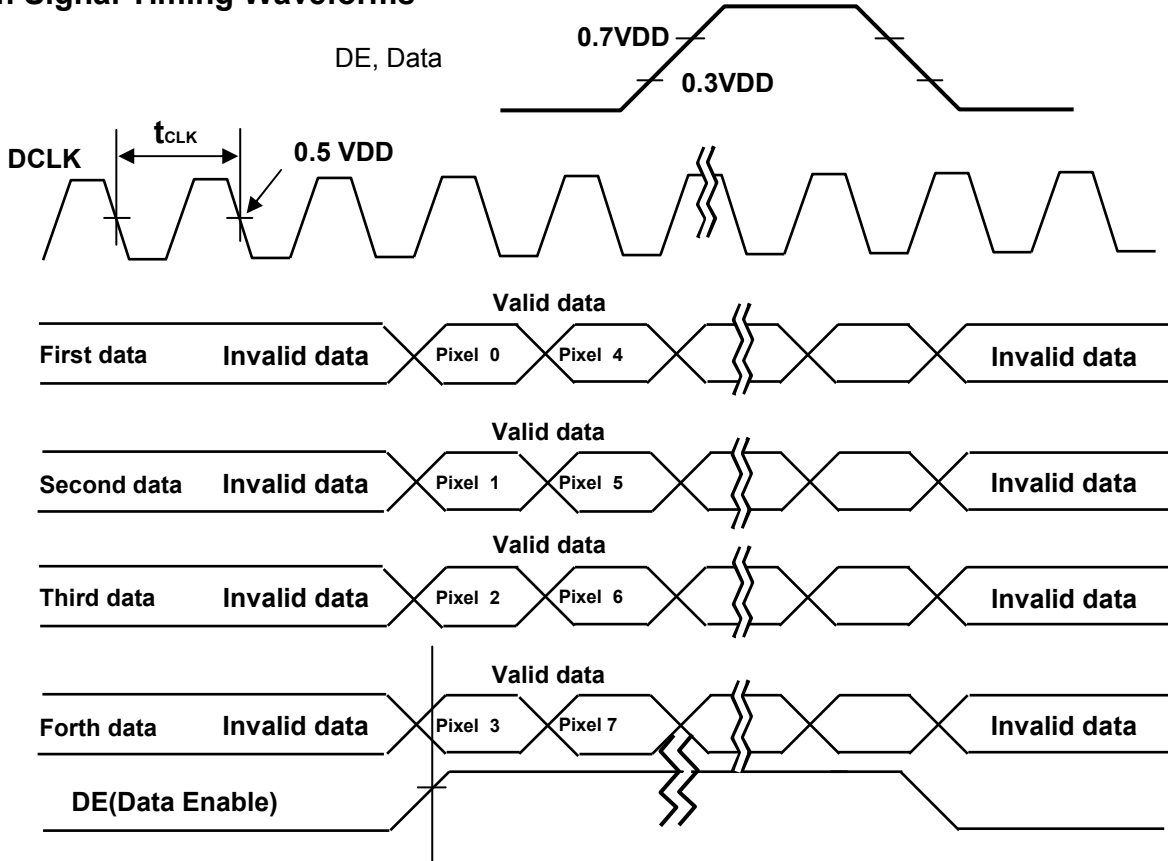 Signal Timing Waveforms
DE, Data
0.7VDD
0.3VDD
DCLK
tCLK
0.5 VDD
Valid data
First data Invalid data Pixel 0 Pixel 4 Invalid data
Valid data
Second data Invalid data Pixel 1 Pixel 5 Invalid data
Valid data
Third data Invalid data Pixel 2 Pixel 6 Invalid data
Valid data
Forth data Invalid data Pixel 3 Pixel 7 Invalid data
DE(Data Enable)